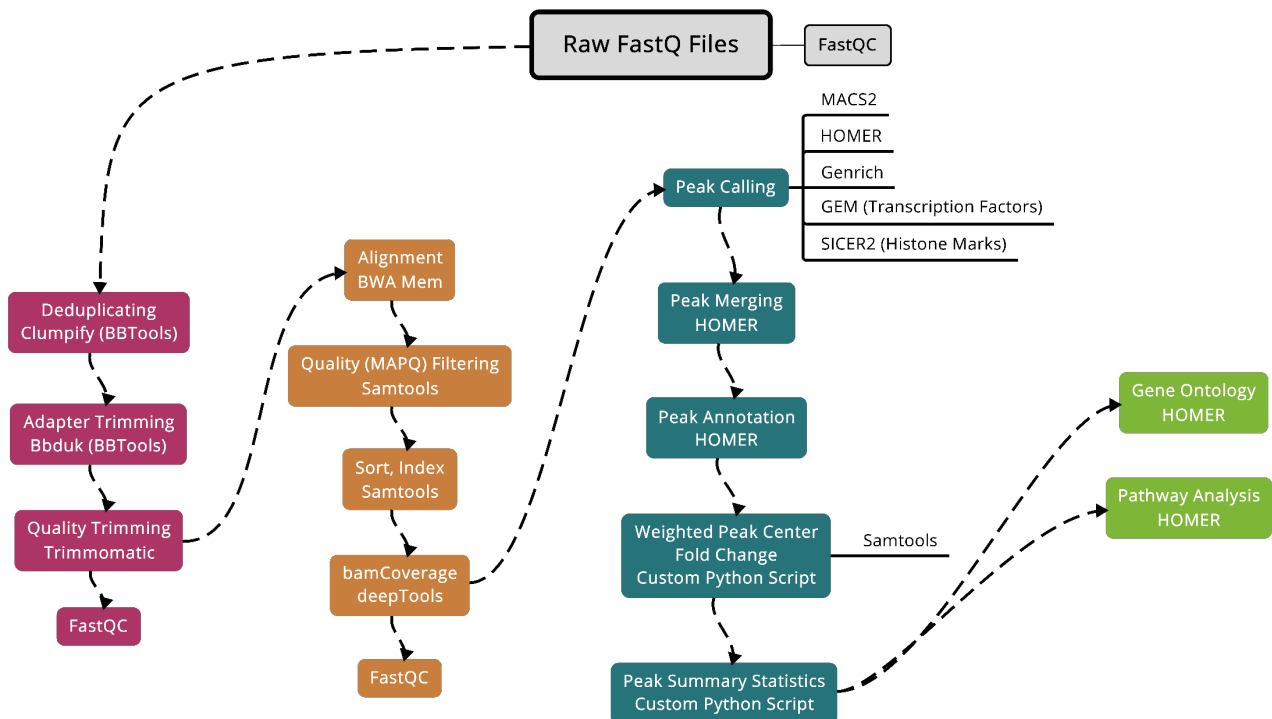 Raw FastQ Files
FastQC
Deduplicating
Clumpify (BBTools)
Adapter Trimming
Bbduk (BBTools)
Quality Trimming
Trimmomatic
FastQC
Alignment
BWA Mem
Quality (MAPQ) Filtering
Samtools
Sort, Index
Samtools
bamCoverage
deepTools
FastQC
Peak Calling
MACS2
HOMER
Genrich
GEM (Transcription Factors)
SICER2 (Histone Marks)
Peak Merging
HOMER
Peak Annotation
HOMER
Weighted Peak Center
Fold Change
Custom Python Script
Samtools
Peak Summary Statistics
Custom Python Script
Gene Ontology
HOMER
Pathway Analysis
HOMER